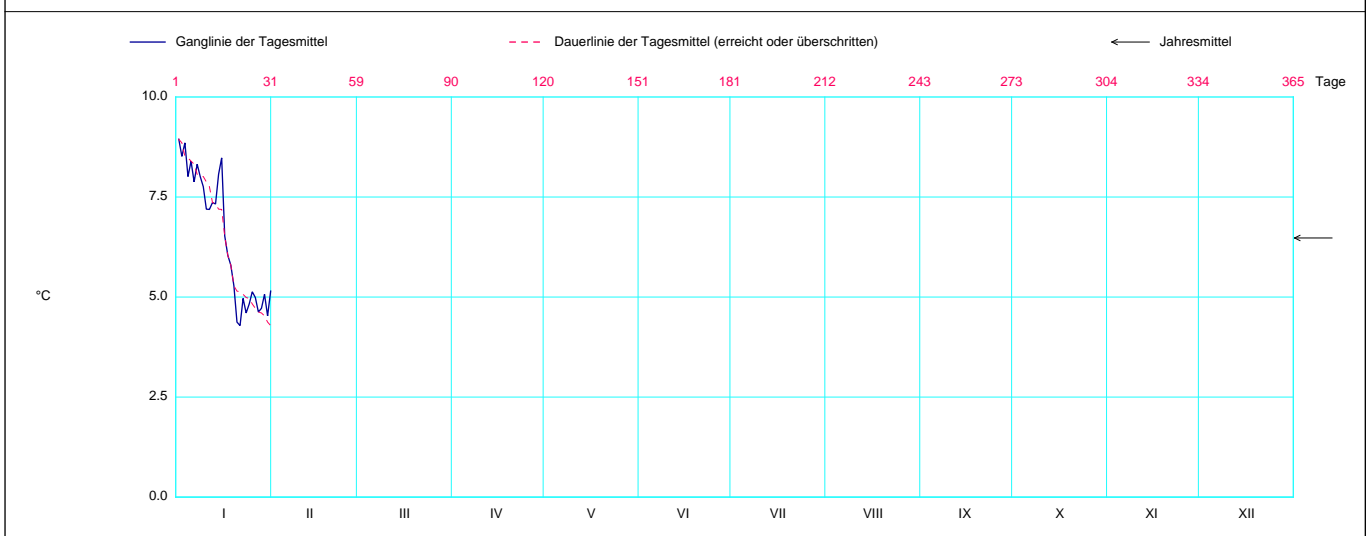 Ganglinie der Tagesmittel Dauerlinie der Tagesmittel (erreicht oder überschritten) Jahresmittel
1 31 59 90 120 151 181 212 243 273 304 334 365 Tage
10.0
7.5
5.0
°C
2.5
0.0
I II III IV V VI VII VIII IX X XI XII